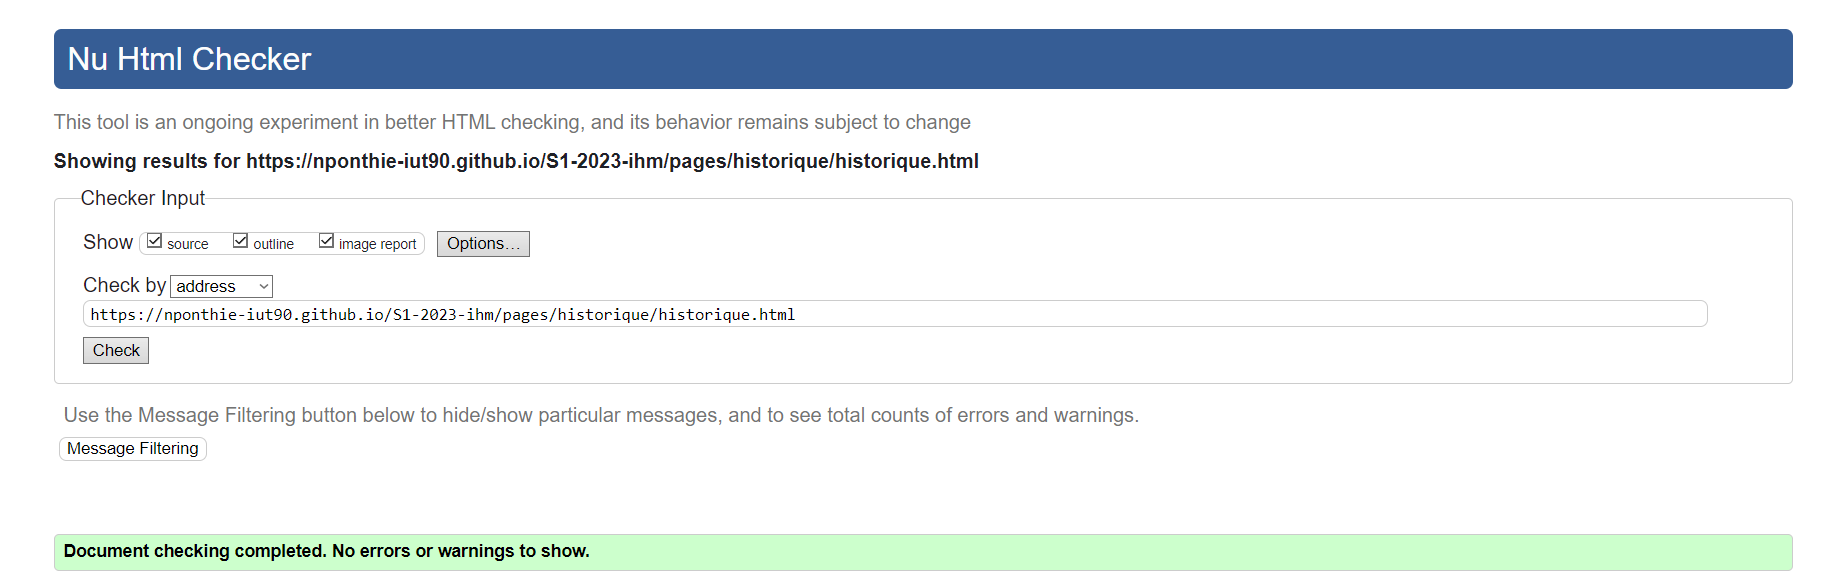 Nu Html Checker
This tool is an ongoing experiment in better HTML checking, and its behavior remains subject to change
Showing results for https://nponthie-iut90.github.io/S1-2023-ihm/pages/historique/historique.html
Checker Input
Show source outline image report Options...
Check by address
https://nponthie-iut90.github.io/S1-2023-ihm/pages/historique/historique.html
Check
Use the Message Filtering button below to hide/show particular messages, and to see total counts of errors and warnings.
Message Filtering
Document checking completed. No errors or warnings to show.